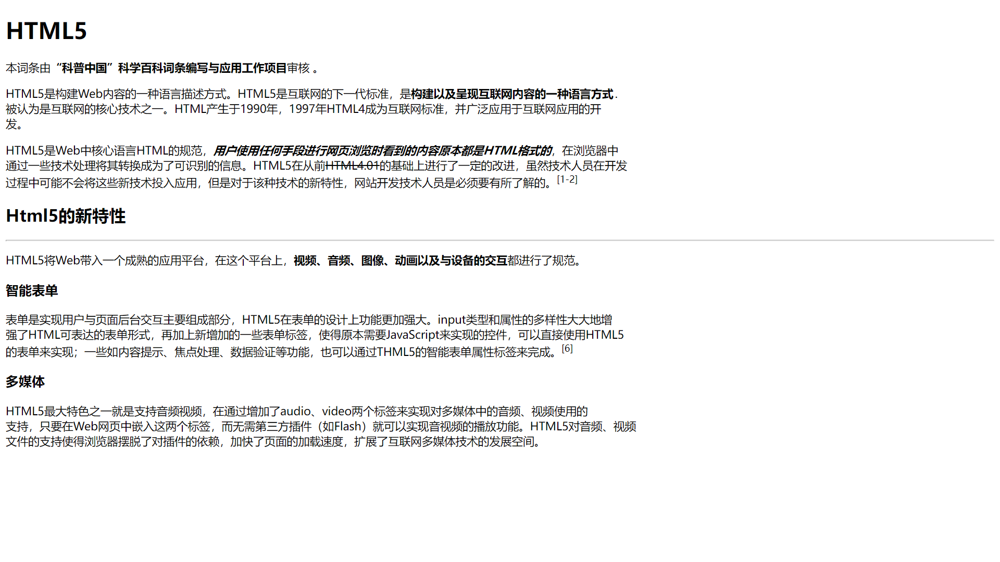 HTML5
本词条由“科普中国”科学百科词条编写与应用工作项目审核 。
HTML5是构建Web内容的一种语言描述方式。HTML5是互联网的下一代标准，是构建以及呈现互联网内容的一种语言方式．
被认为是互联网的核心技术之一。HTML产生于1990年，1997年HTML4成为互联网标准，并广泛应用于互联网应用的开
发。
HTML5是Web中核心语言HTML的规范，用户使用任何手段进行网页浏览时看到的内容原本都是HTML格式的，在浏览器中
通过一些技术处理将其转换成为了可识别的信息。HTML5在从前HTML4.01的基础上进行了一定的改进，虽然技术人员在开发
过程中可能不会将这些新技术投入应用，但是对于该种技术的新特性，网站开发技术人员是必须要有所了解的。[1-2]
Html5的新特性
HTML5将Web带入一个成熟的应用平台，在这个平台上，视频、音频、图像、动画以及与设备的交互都进行了规范。
智能表单
表单是实现用户与页面后台交互主要组成部分，HTML5在表单的设计上功能更加强大。input类型和属性的多样性大大地增
强了HTML可表达的表单形式，再加上新增加的一些表单标签，使得原本需要JavaScript来实现的控件，可以直接使用HTML5
的表单来实现；一些如内容提示、焦点处理、数据验证等功能，也可以通过THML5的智能表单属性标签来完成。[6]
多媒体
HTML5最大特色之一就是支持音频视频，在通过增加了audio、video两个标签来实现对多媒体中的音频、视频使用的
支持，只要在Web网页中嵌入这两个标签，而无需第三方插件（如Flash）就可以实现音视频的播放功能。HTML5对音频、视频
文件的支持使得浏览器摆脱了对插件的依赖，加快了页面的加载速度，扩展了互联网多媒体技术的发展空间。